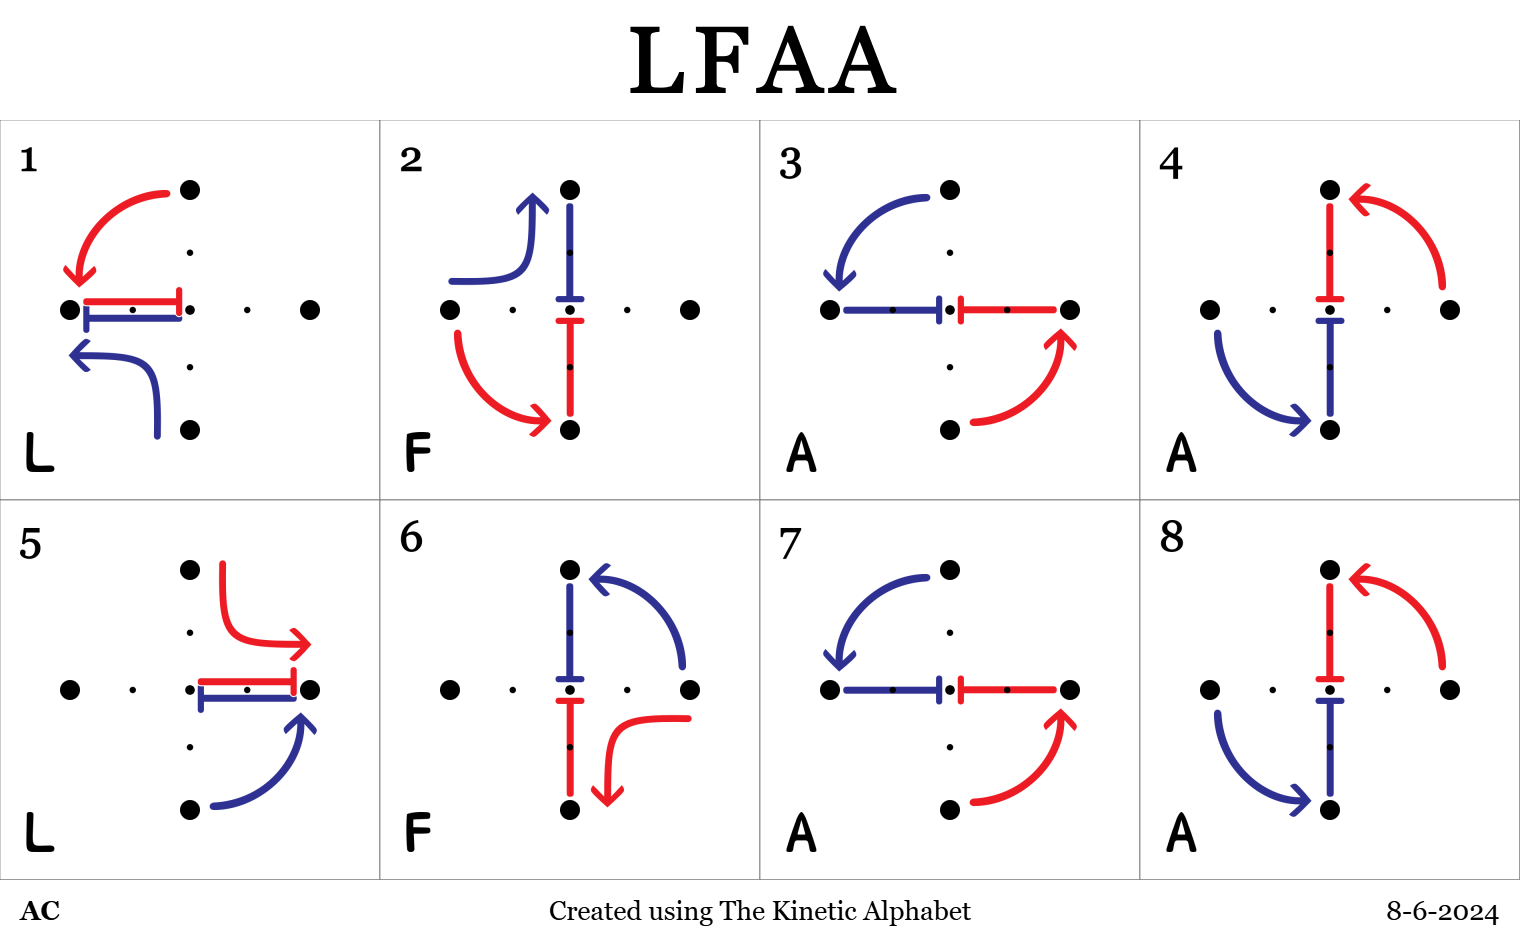 LFAA
1 2 3 4
L F A A
5 6 7 8
L F A A
AC Created using The Kinetic Alphabet 8-6-2024